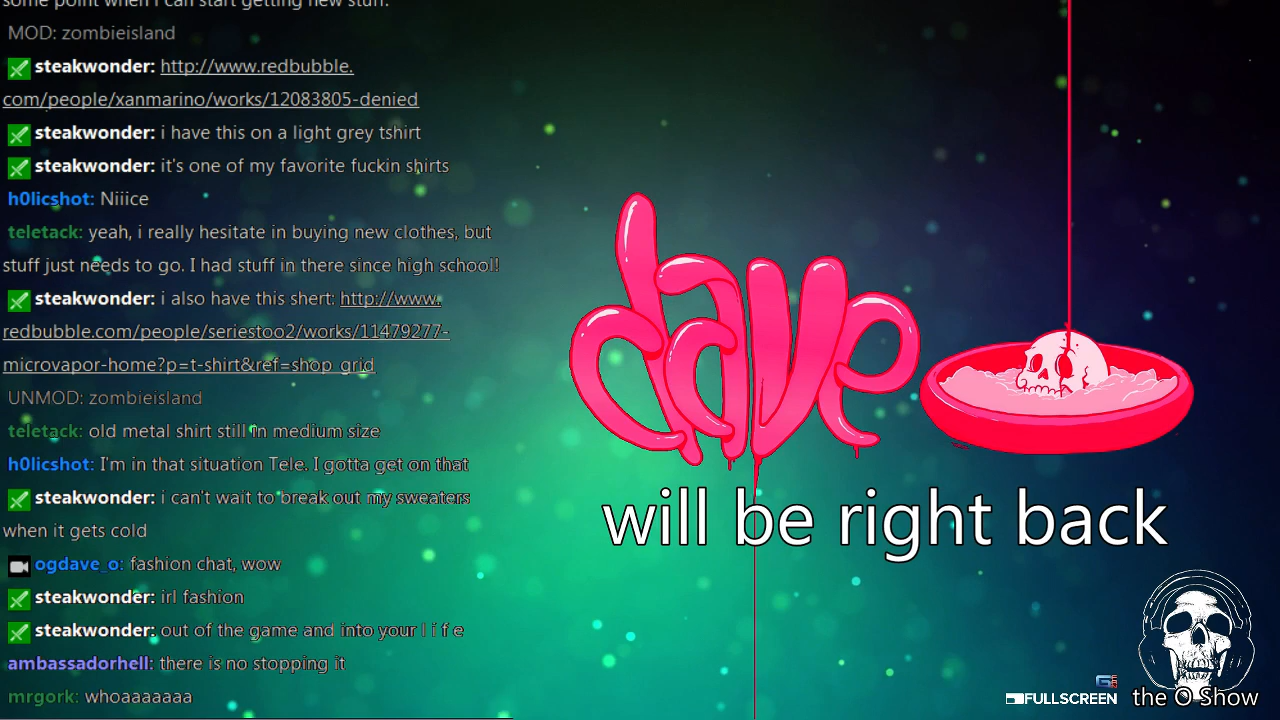 some point when i can start getting new stuff.
MOD: zombieisland
steakwonder: http://www.redbubble.
com/people/xanmarino/works/12083805-denied
steakwonder: i have this on a light grey tshirt
steakwonder: it's one of my favorite fuckin shirts
h0licshot: Niiice
teletack: yeah, i really hesitate in buying new clothes, but
stuff just needs to go. I had stuff in there since high school!
steakwonder: i also have this shert: http://www.
redbubble.com/people/seriestoo2/works/11479277-
microvapor-home?p=t-shirt&ref=shop_grid
UNMOD: zombieisland
teletack: old metal shirt still in medium size
h0licshot: I'm in that situation Tele. I gotta get on that
steakwonder: i can't wait to break out my sweaters
when it gets cold
ogdave_o: fashion chat, wow
steakwonder: irl fashion
steakwonder: out of the game and into your l i f e
ambassadorhell: there is no stopping it
mrgork: whoaaaaaaa
dave
will be right back
FULLSCREEN
the O Show